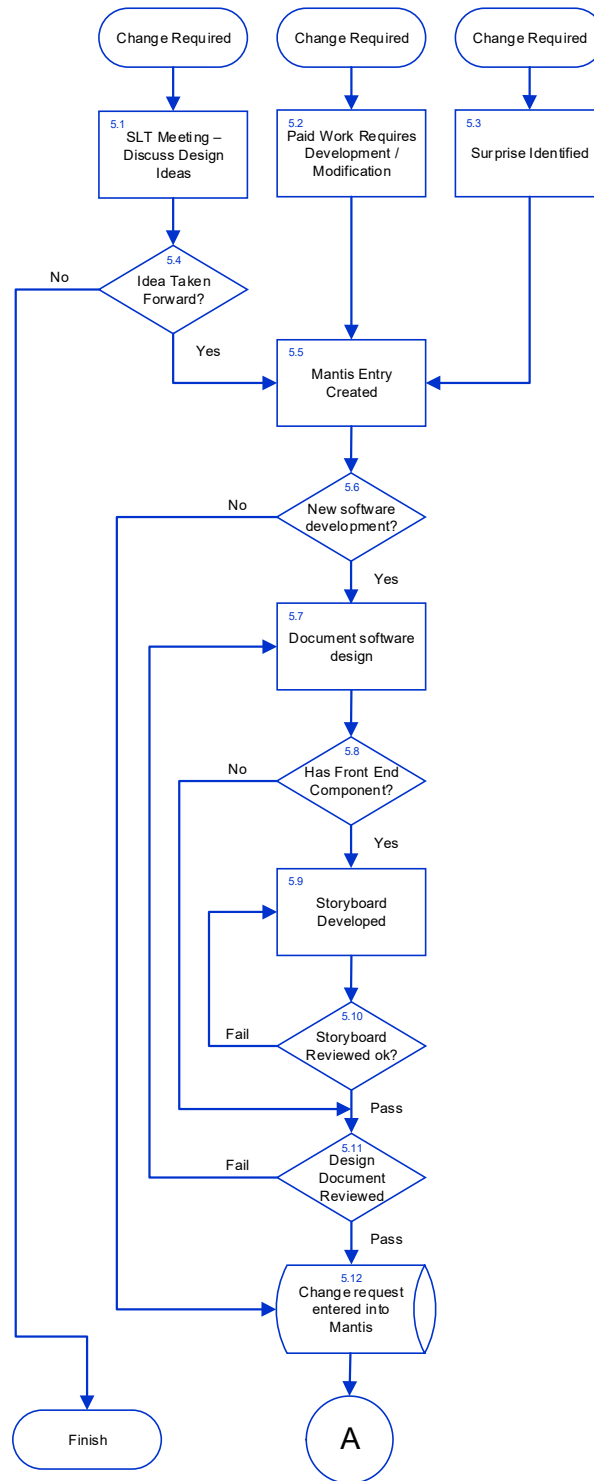 Change Required
Change Required
Change Required
5.1
SLT Meeting –
Discuss Design
Ideas
5.2
Paid Work Requires
Development /
Modification
5.3
Surprise Identified
5.4
Idea Taken
Forward?
No
Yes
5.5
Mantis Entry
Created
5.6
New software
development?
No
Yes
5.7
Document software
design
5.8
Has Front End
Component?
No
Yes
5.9
Storyboard
Developed
5.10
Storyboard
Reviewed ok?
Fail
Pass
5.11
Design
Document
Reviewed
Fail
Pass
5.12
Change request
entered into
Mantis
Finish
A